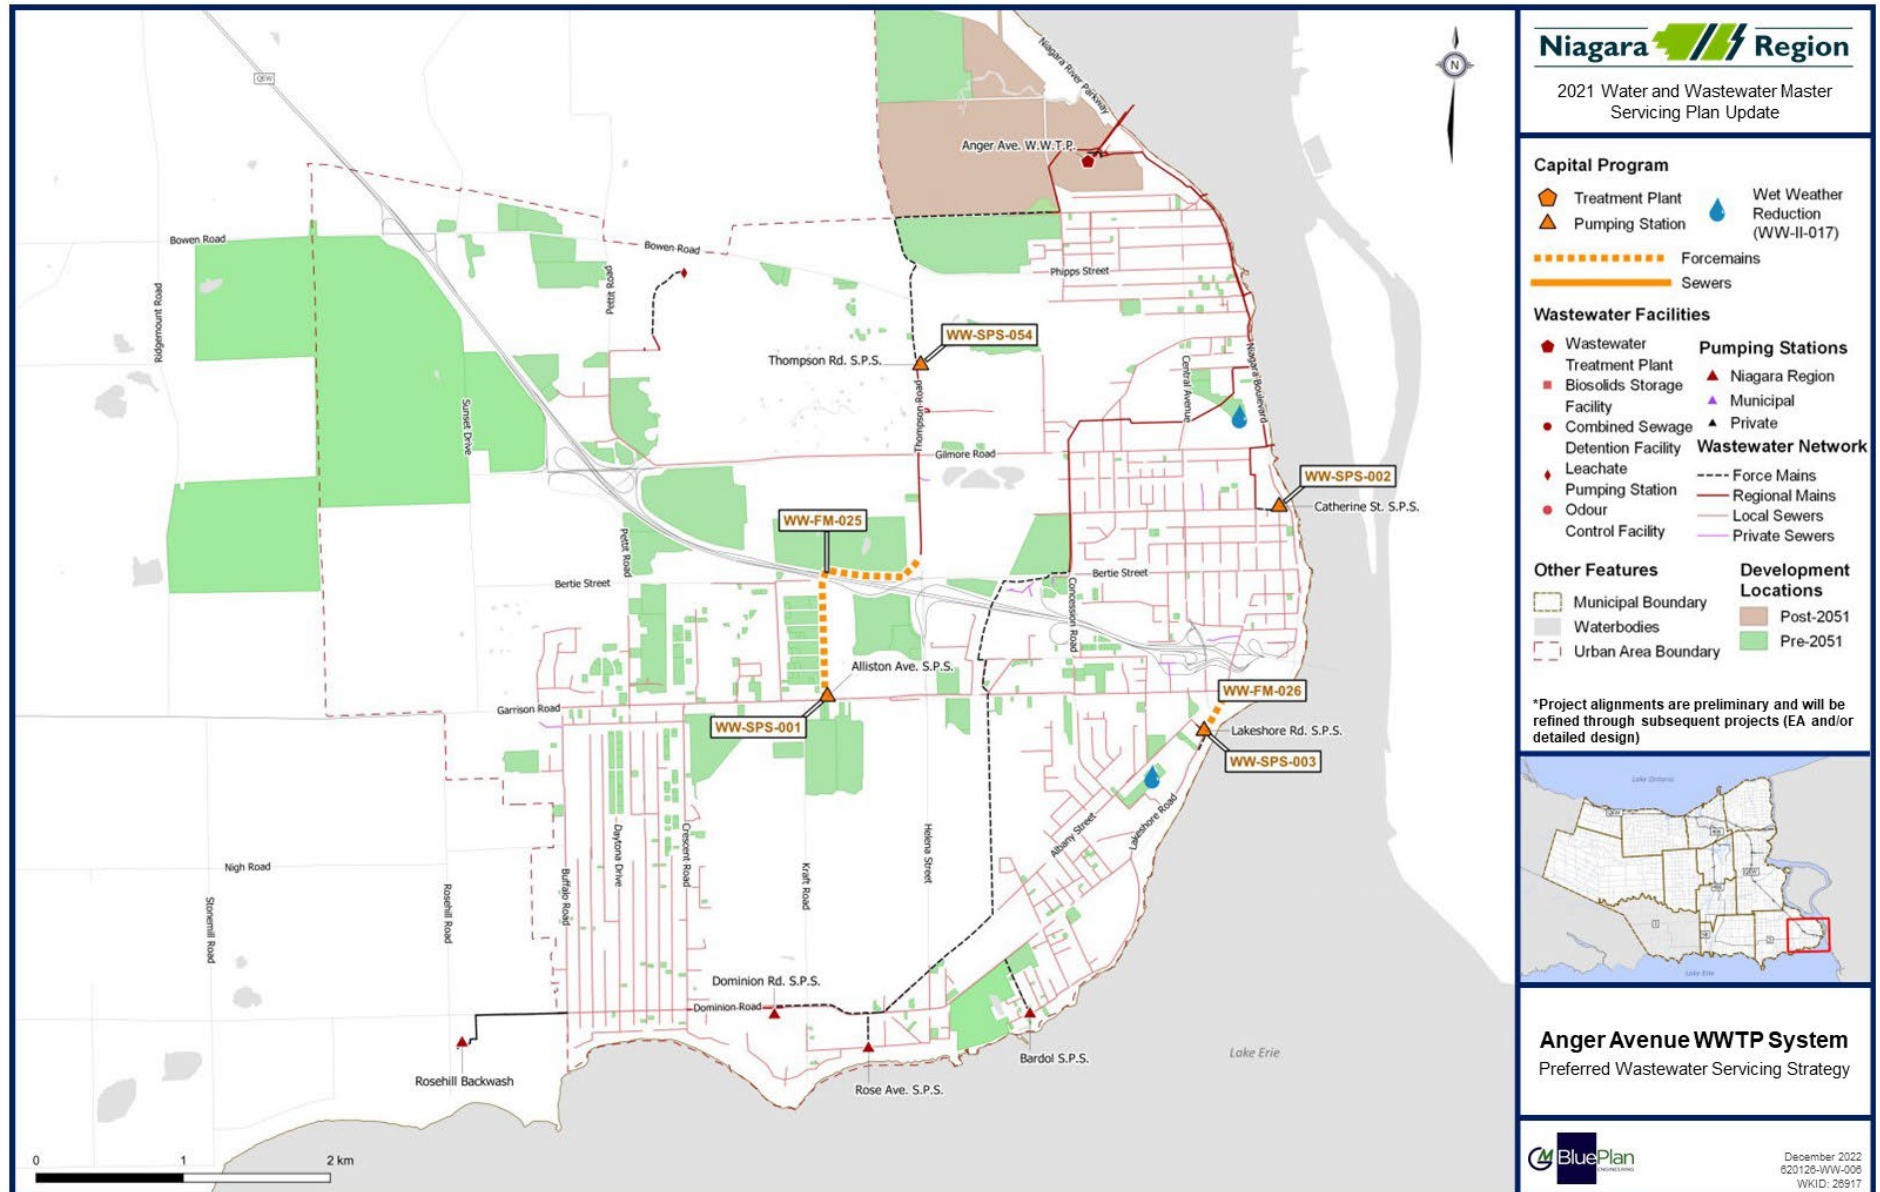 Niagara River Parkway
QEW
Anger Ave. W.W.T.P.
Bowen Road
Bowen Road
Pettit Road
Ridgemount Road
Phipps Street
WW-SPS-054
Thompson Rd. S.P.S.
Thompson Road
Central Avenue
Niagara Boulevard
Sunset Drive
Gilmore Road
WW-SPS-002
Catherine St. S.P.S.
WW-FM-025
Pettit Road
Bertie Street
Bertie Street
Concession Road
Alliston Ave. S.P.S.
WW-FM-026
Garrison Road
WW-SPS-001
Lakeshore Rd. S.P.S.
WW-SPS-003
Lakeshore Road
Albany Street
Helena Street
Daytona Drive
Crescent Road
Kraft Road
Buffalo Road
Nigh Road
Rosehill Road
Stonemill Road
Dominion Rd. S.P.S.
Dominion Road
Rosehill Backwash
Rose Ave. S.P.S.
Bardol S.P.S.
Lake Erie
0 1 2 km
N
Niagara Region
2021 Water and Wastewater Master
Servicing Plan Update
Capital Program
Treatment Plant
Pumping Station
Wet Weather
Reduction
(WW-II-017)
Forcemains
Sewers
Wastewater Facilities
Wastewater
Treatment Plant
Biosolids Storage
Facility
Combined Sewage
Detention Facility
Leachate
Pumping Station
Odour
Control Facility
Pumping Stations
Niagara Region
Municipal
Private
Wastewater Network
Force Mains
Regional Mains
Local Sewers
Private Sewers
Other Features
Municipal Boundary
Waterbodies
Urban Area Boundary
Development
Locations
Post-2051
Pre-2051
*Project alignments are preliminary and will be
refined through subsequent projects (EA and/or
detailed design)
Lake Ontario
QEW
QEW
Lake Erie
Anger Avenue WWTP System
Preferred Wastewater Servicing Strategy
GM BluePlan
ENGINEERING
December 2022
620126-WW-006
WKID: 26917